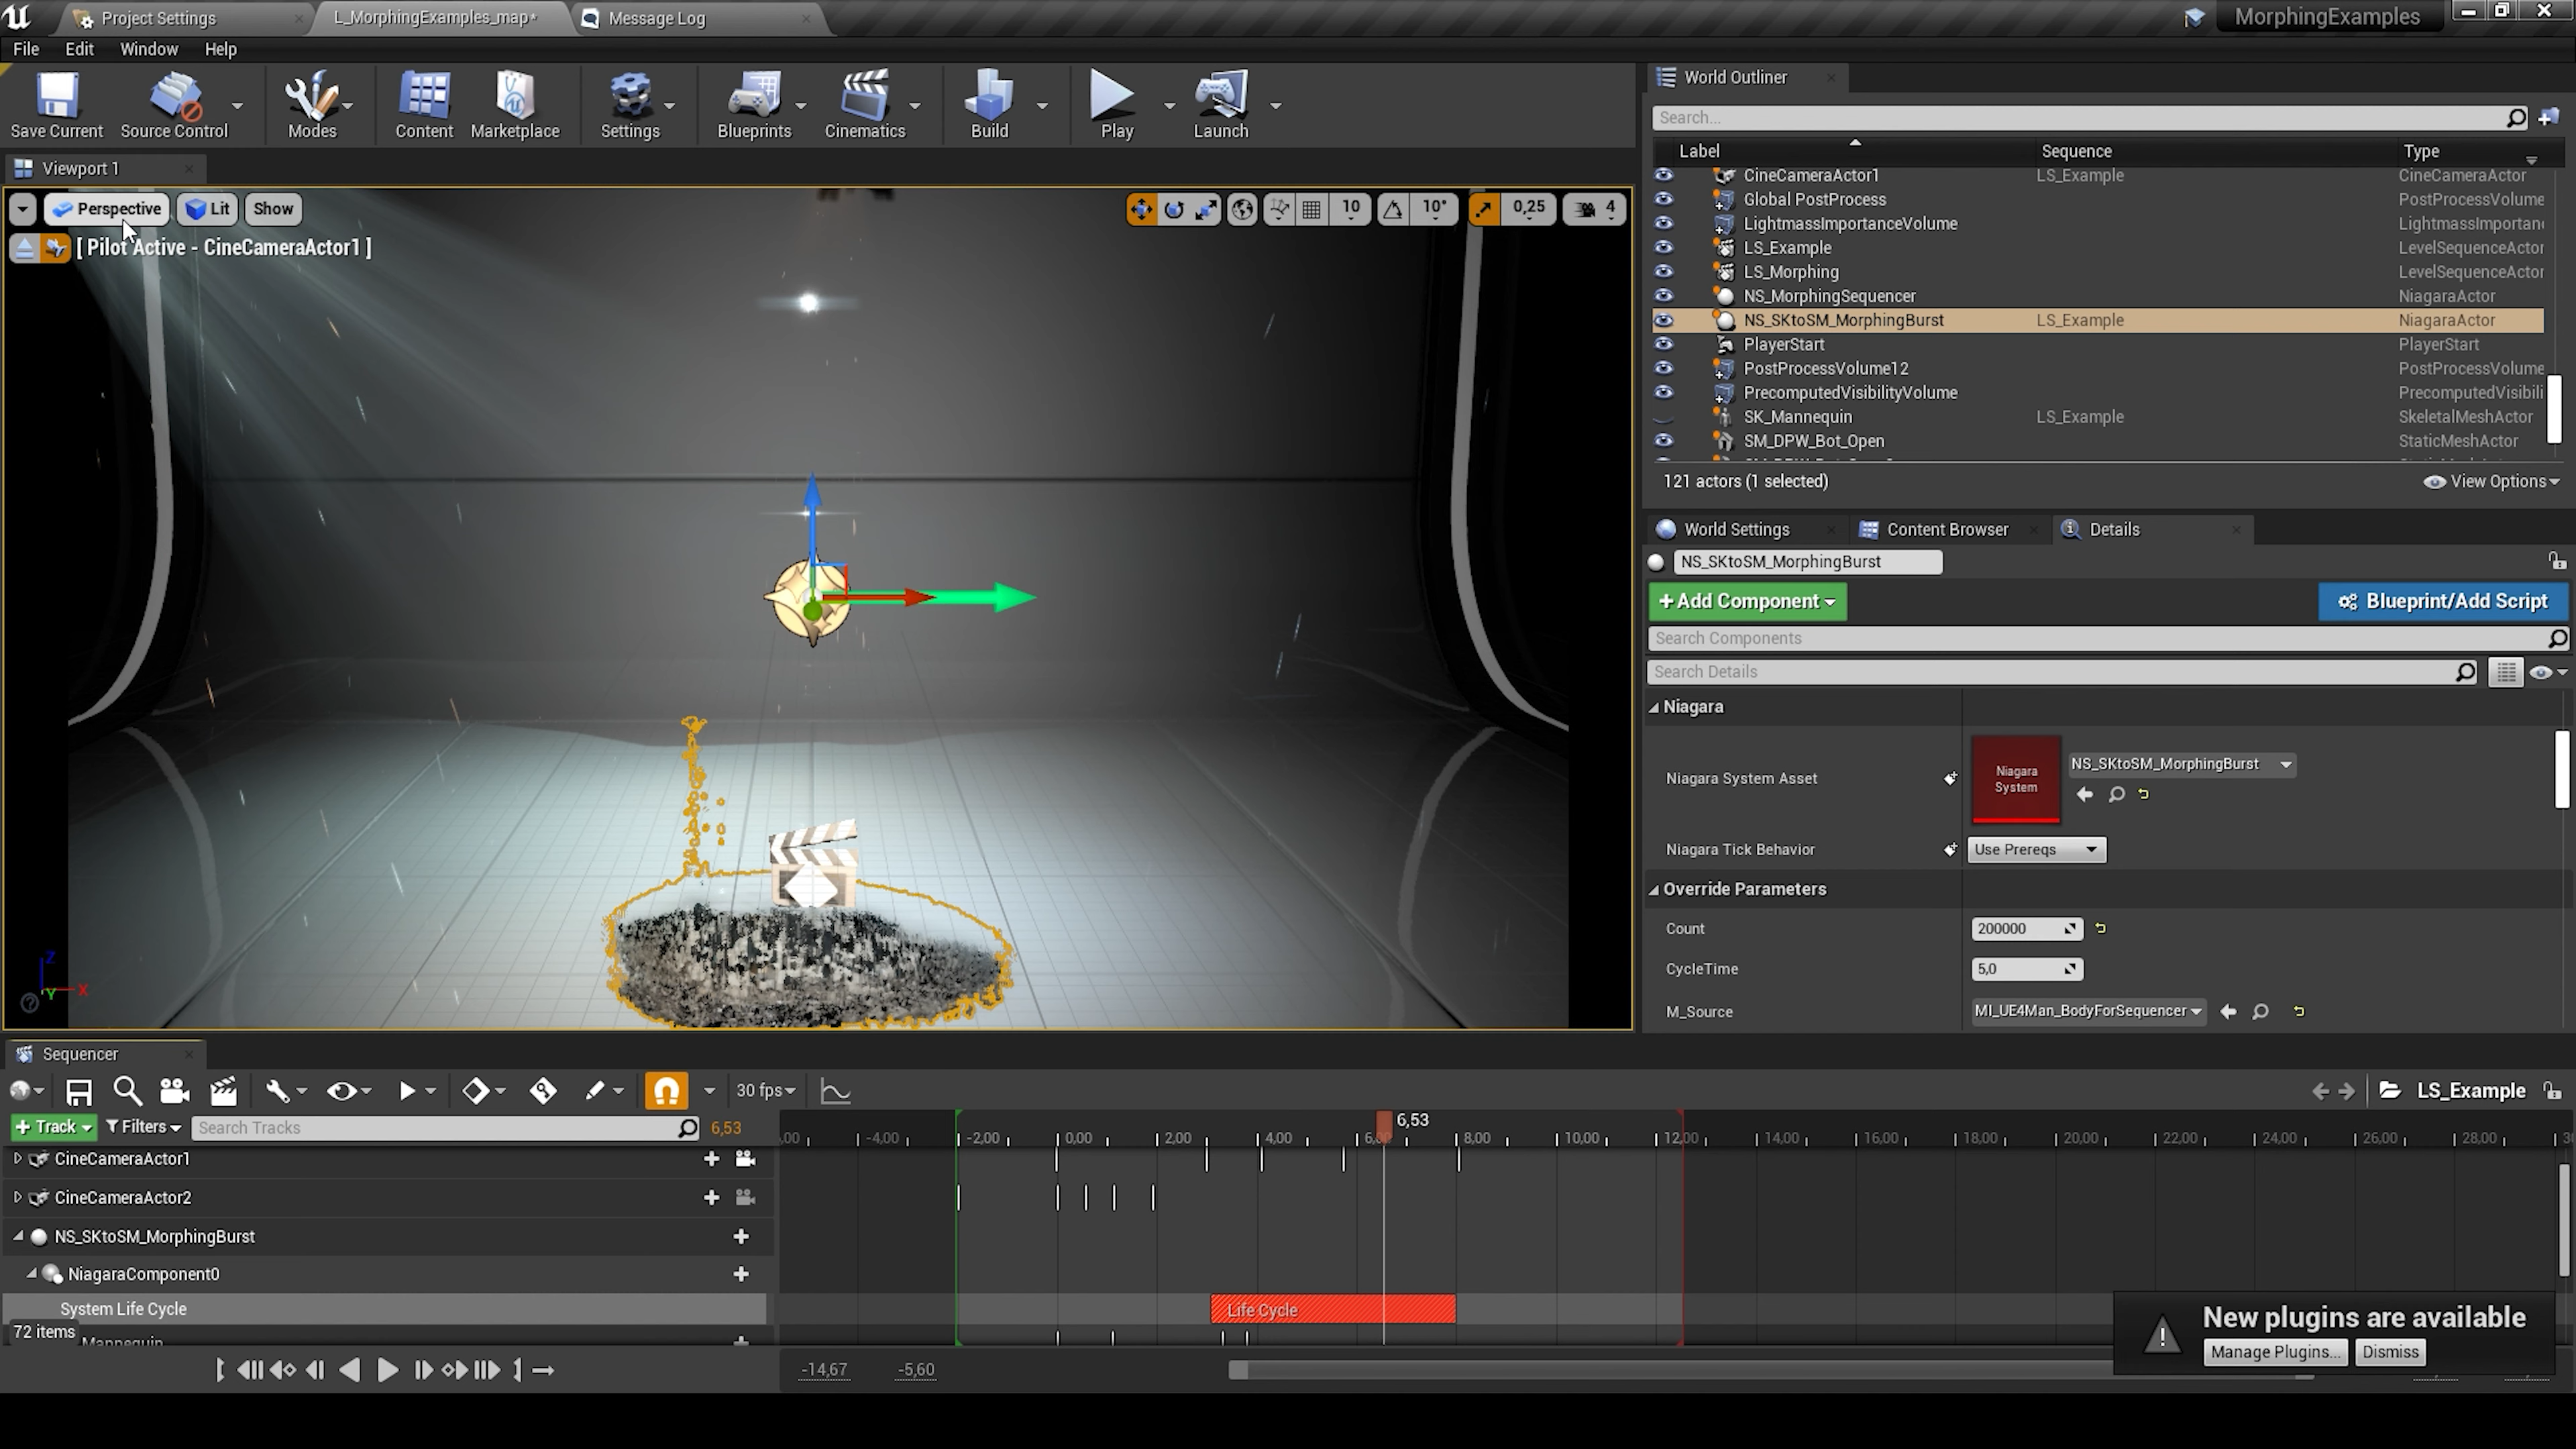 Project Settings
L_MorphingExamples_map*
Message Log
MorphingExamples
File Edit Window Help
Save Current
Source Control
Modes
Content
Marketplace
Settings
Blueprints
Cinematics
Build
Play
Launch
Viewport 1
Perspective
Lit
Show
10
10°
0,25
4
[ Pilot Active - CineCameraActor1 ]
Z
Y
X
World Outliner
Search...
Label Sequence Type
CineCameraActor1 LS_Example CineCameraActor
Global PostProcess PostProcessVolume
LightmassImportanceVolume LightmassImportan
LS_Example LevelSequenceActor
LS_Morphing LevelSequenceActor
NS_MorphingSequencer NiagaraActor
NS_SKtoSM_MorphingBurst LS_Example NiagaraActor
PlayerStart PlayerStart
PostProcessVolume12 PostProcessVolume
PrecomputedVisibilityVolume PrecomputedVisibili
SK_Mannequin LS_Example SkeletalMeshActor
SM_DPW_Bot_Open StaticMeshActor
121 actors (1 selected)
View Options
World Settings
Content Browser
Details
NS_SKtoSM_MorphingBurst
+ Add Component
Blueprint/Add Script
Search Components
Search Details
Niagara
Niagara System Asset
Niagara
System
NS_SKtoSM_MorphingBurst
Niagara Tick Behavior Use Prereqs
Override Parameters
Count 200000
CycleTime 5,0
M_Source MI_UE4Man_BodyForSequencer
Sequencer
30 fps
LS_Example
+ Track Filters Search Tracks 6,53
6,53
-4,00 -2,00 0,00 2,00 4,00 6,00 8,00 10,00 12,00 14,00 16,00 18,00 20,00 22,00 24,00 26,00 28,00
CineCameraActor1
CineCameraActor2
NS_SKtoSM_MorphingBurst
NiagaraComponent0
System Life Cycle
Life Cycle
72 items
Mannequin
-14,67 -5,60
New plugins are available
Manage Plugins... Dismiss